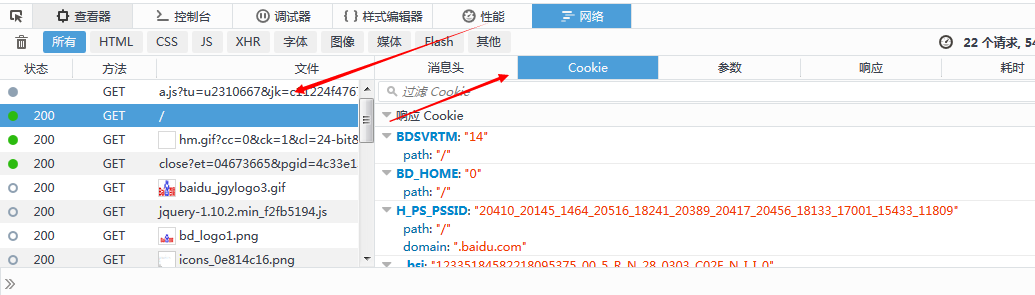 查看器 控制台 调试器 { } 样式编辑器 性能 网络
所有 HTML CSS JS XHR 字体 图像 媒体 Flash 其他 22 个请求, 54
状态 方法 文件 消息头 Cookie 参数 响应 耗时
GET a.js?tu=u2310667&jk=
过滤 Cookie
200 GET /
响应 Cookie
200 GET hm.gif?cc=0&ck=1&cl=24-bit&
BDSVRTM: "14"
path: "/"
200 GET close?et=04673665&pgid=4c33e1
BD_HOME: "0"
path: "/"
200 GET baidu_jgylogo3.gif
200 GET jquery-1.10.2.min_f2fb5194.js
H_PS_PSSID: "20410_20145_1464_20516_18241_20389_20417_20456_18133_17001_15433_11809"
path: "/"
200 GET bd_logo1.png
domain: ".baidu.com"
200 GET icons_0e814c16.png